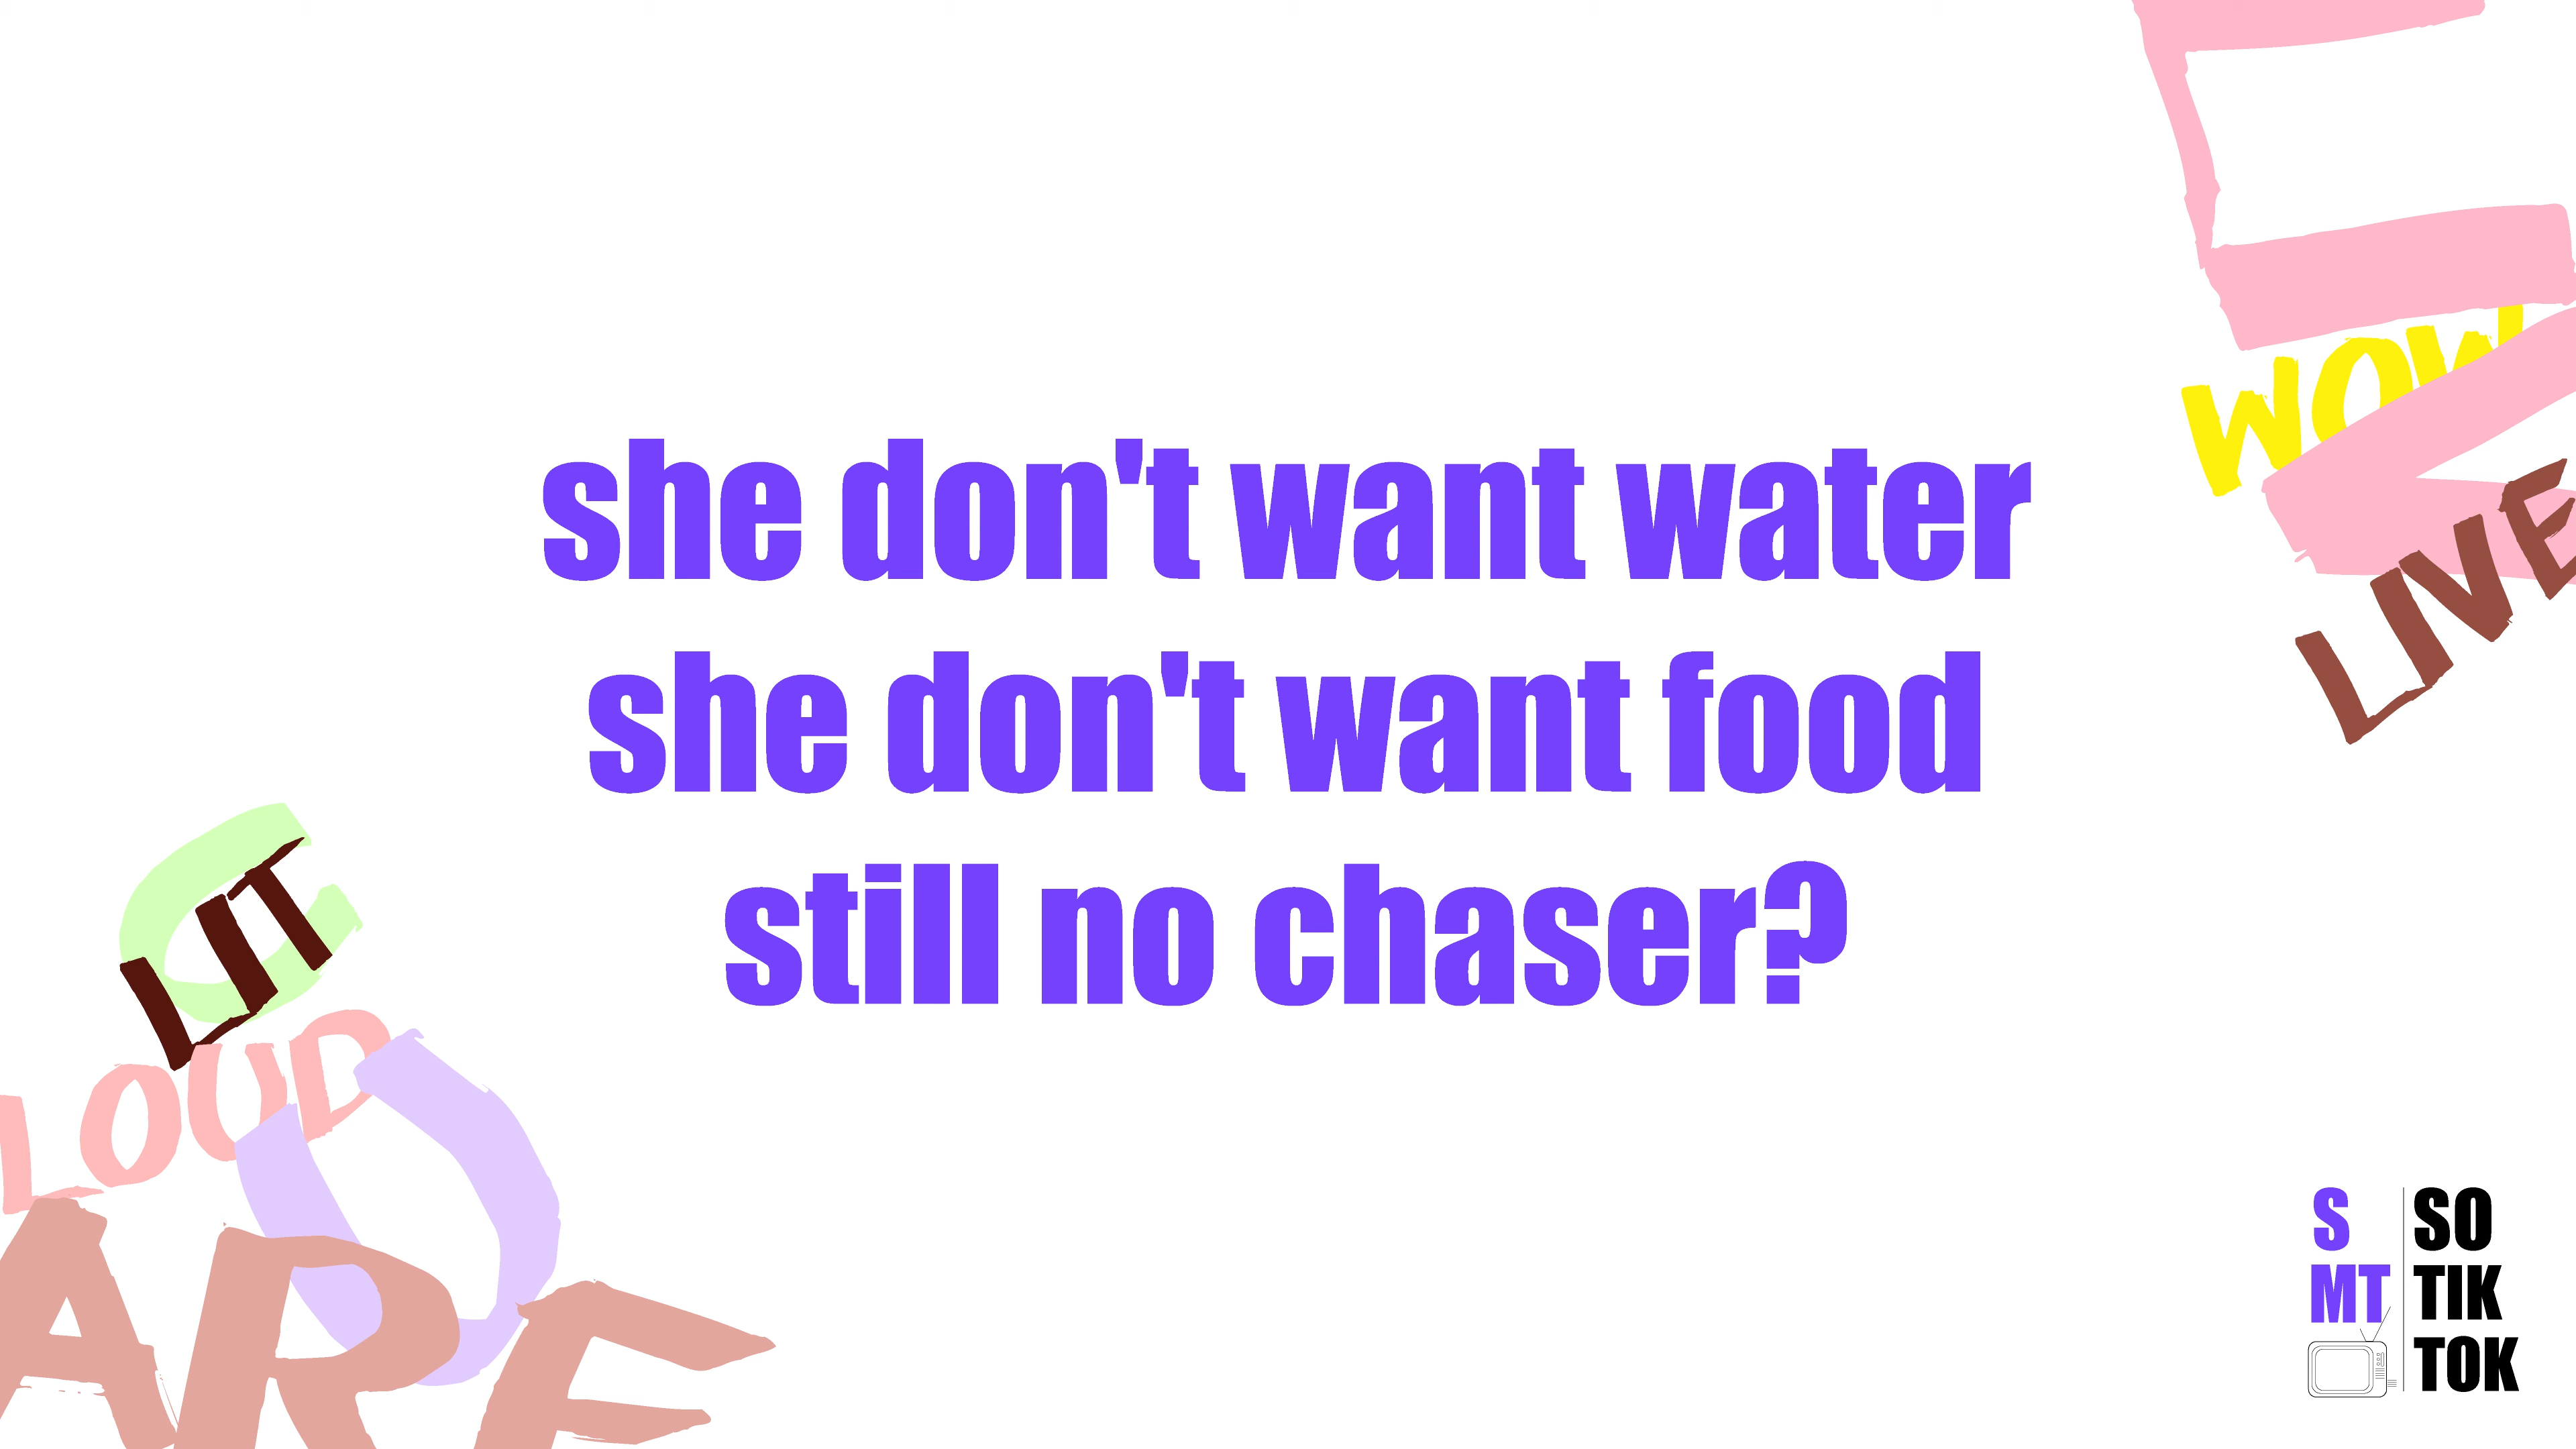 WOW!
LIVE
she don't want water
she don't want food
still no chaser?
LIT
LOUD
ARE
S
MT
SO
TIK
TOK